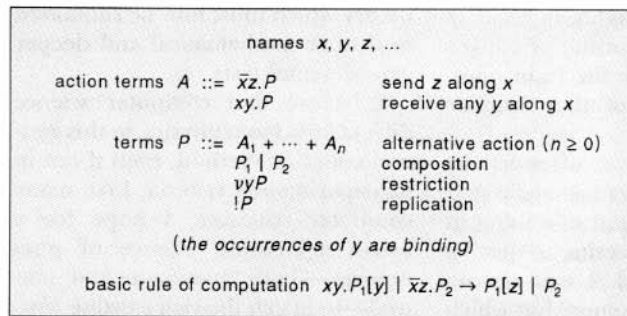 names x, y, z, ...
action terms A ::= x̄z.P send z along x
xy.P receive any y along x
terms P ::= A₁ + ··· + Aₙ alternative action (n ≥ 0)
P₁ | P₂ composition
νyP restriction
!P replication
(the occurrences of y are binding)
basic rule of computation xy.P₁[y] | x̄z.P₂ → P₁[z] | P₂